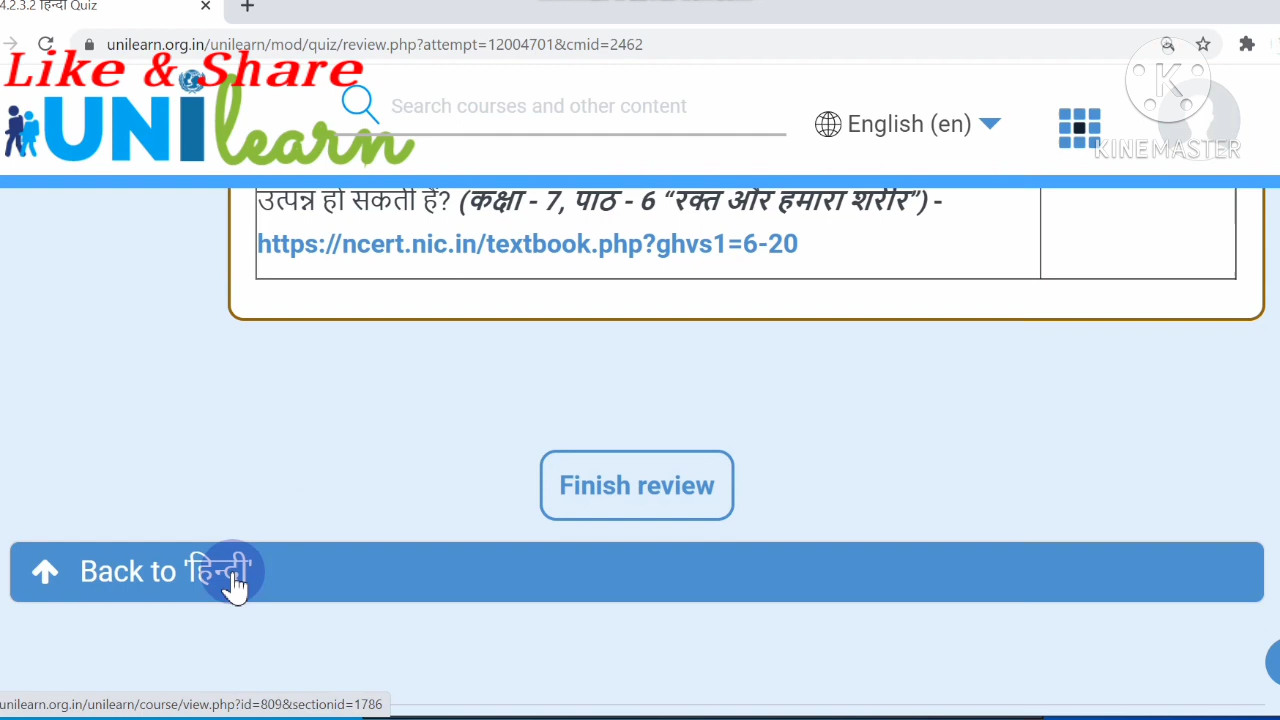 4.2.3.2 हिन्दी Quiz
unilearn.org.in/unilearn/mod/quiz/review.php?attempt=12004701&cmid=2462
Like & Share
UNilearn
Search courses and other content
English (en)
K
KINEMASTER
उत्पन्न हो सकती हैं? (कक्षा - 7, पाठ - 6 “रक्त और हमारा शरीर”) -
https://ncert.nic.in/textbook.php?ghvs1=6-20
Finish review
Back to 'हिन्दी'
unilearn.org.in/unilearn/course/view.php?id=809&sectionid=1786